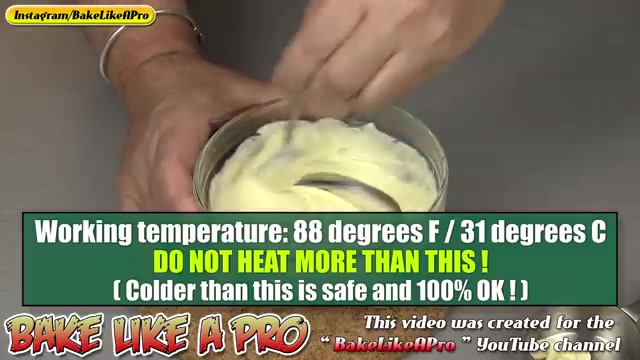 Instagram/BakeLikeAPro
Working temperature: 88 degrees F / 31 degrees C
DO NOT HEAT MORE THAN THIS !
( Colder than this is safe and 100% OK ! )
BAKE LIKE A PRO
This video was created for the
“ BakeLikeAPro ” YouTube channel